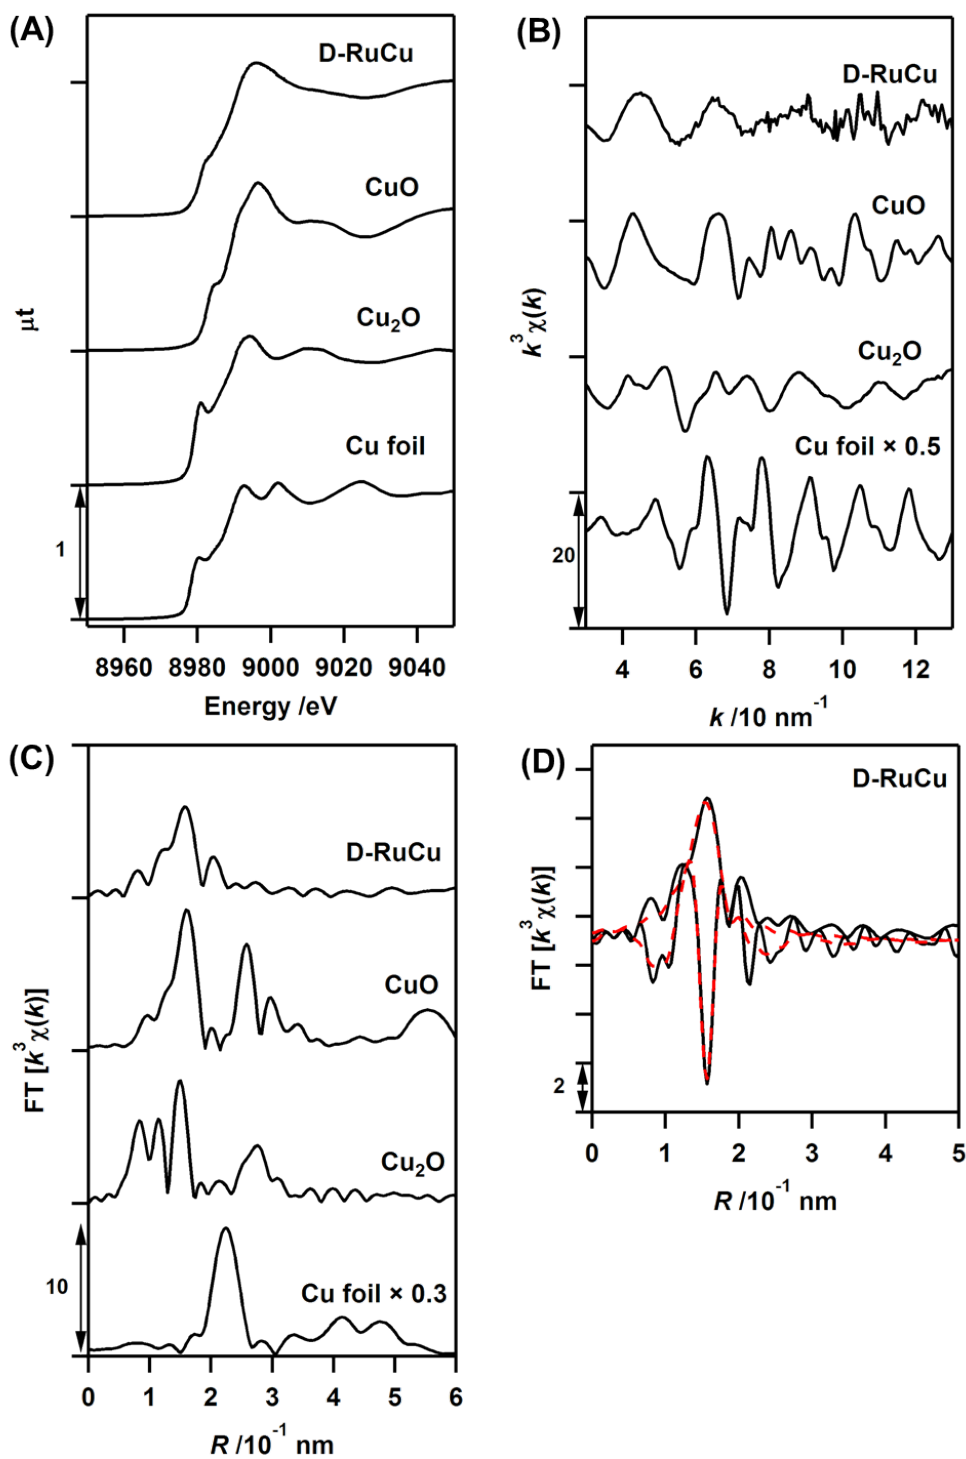 (A)
D-RuCu
CuO
Cu₂O
Cu foil
μt
1
8960 8980 9000 9020 9040
Energy /eV
(B)
D-RuCu
CuO
Cu₂O
Cu foil × 0.5
k³χ(k)
20
4 6 8 10 12
k /10 nm⁻¹
(C)
D-RuCu
CuO
Cu₂O
Cu foil × 0.3
FT [k³χ(k)]
10
0 1 2 3 4 5 6
R /10⁻¹ nm
(D)
D-RuCu
FT [k³χ(k)]
2
0 1 2 3 4 5
R /10⁻¹ nm